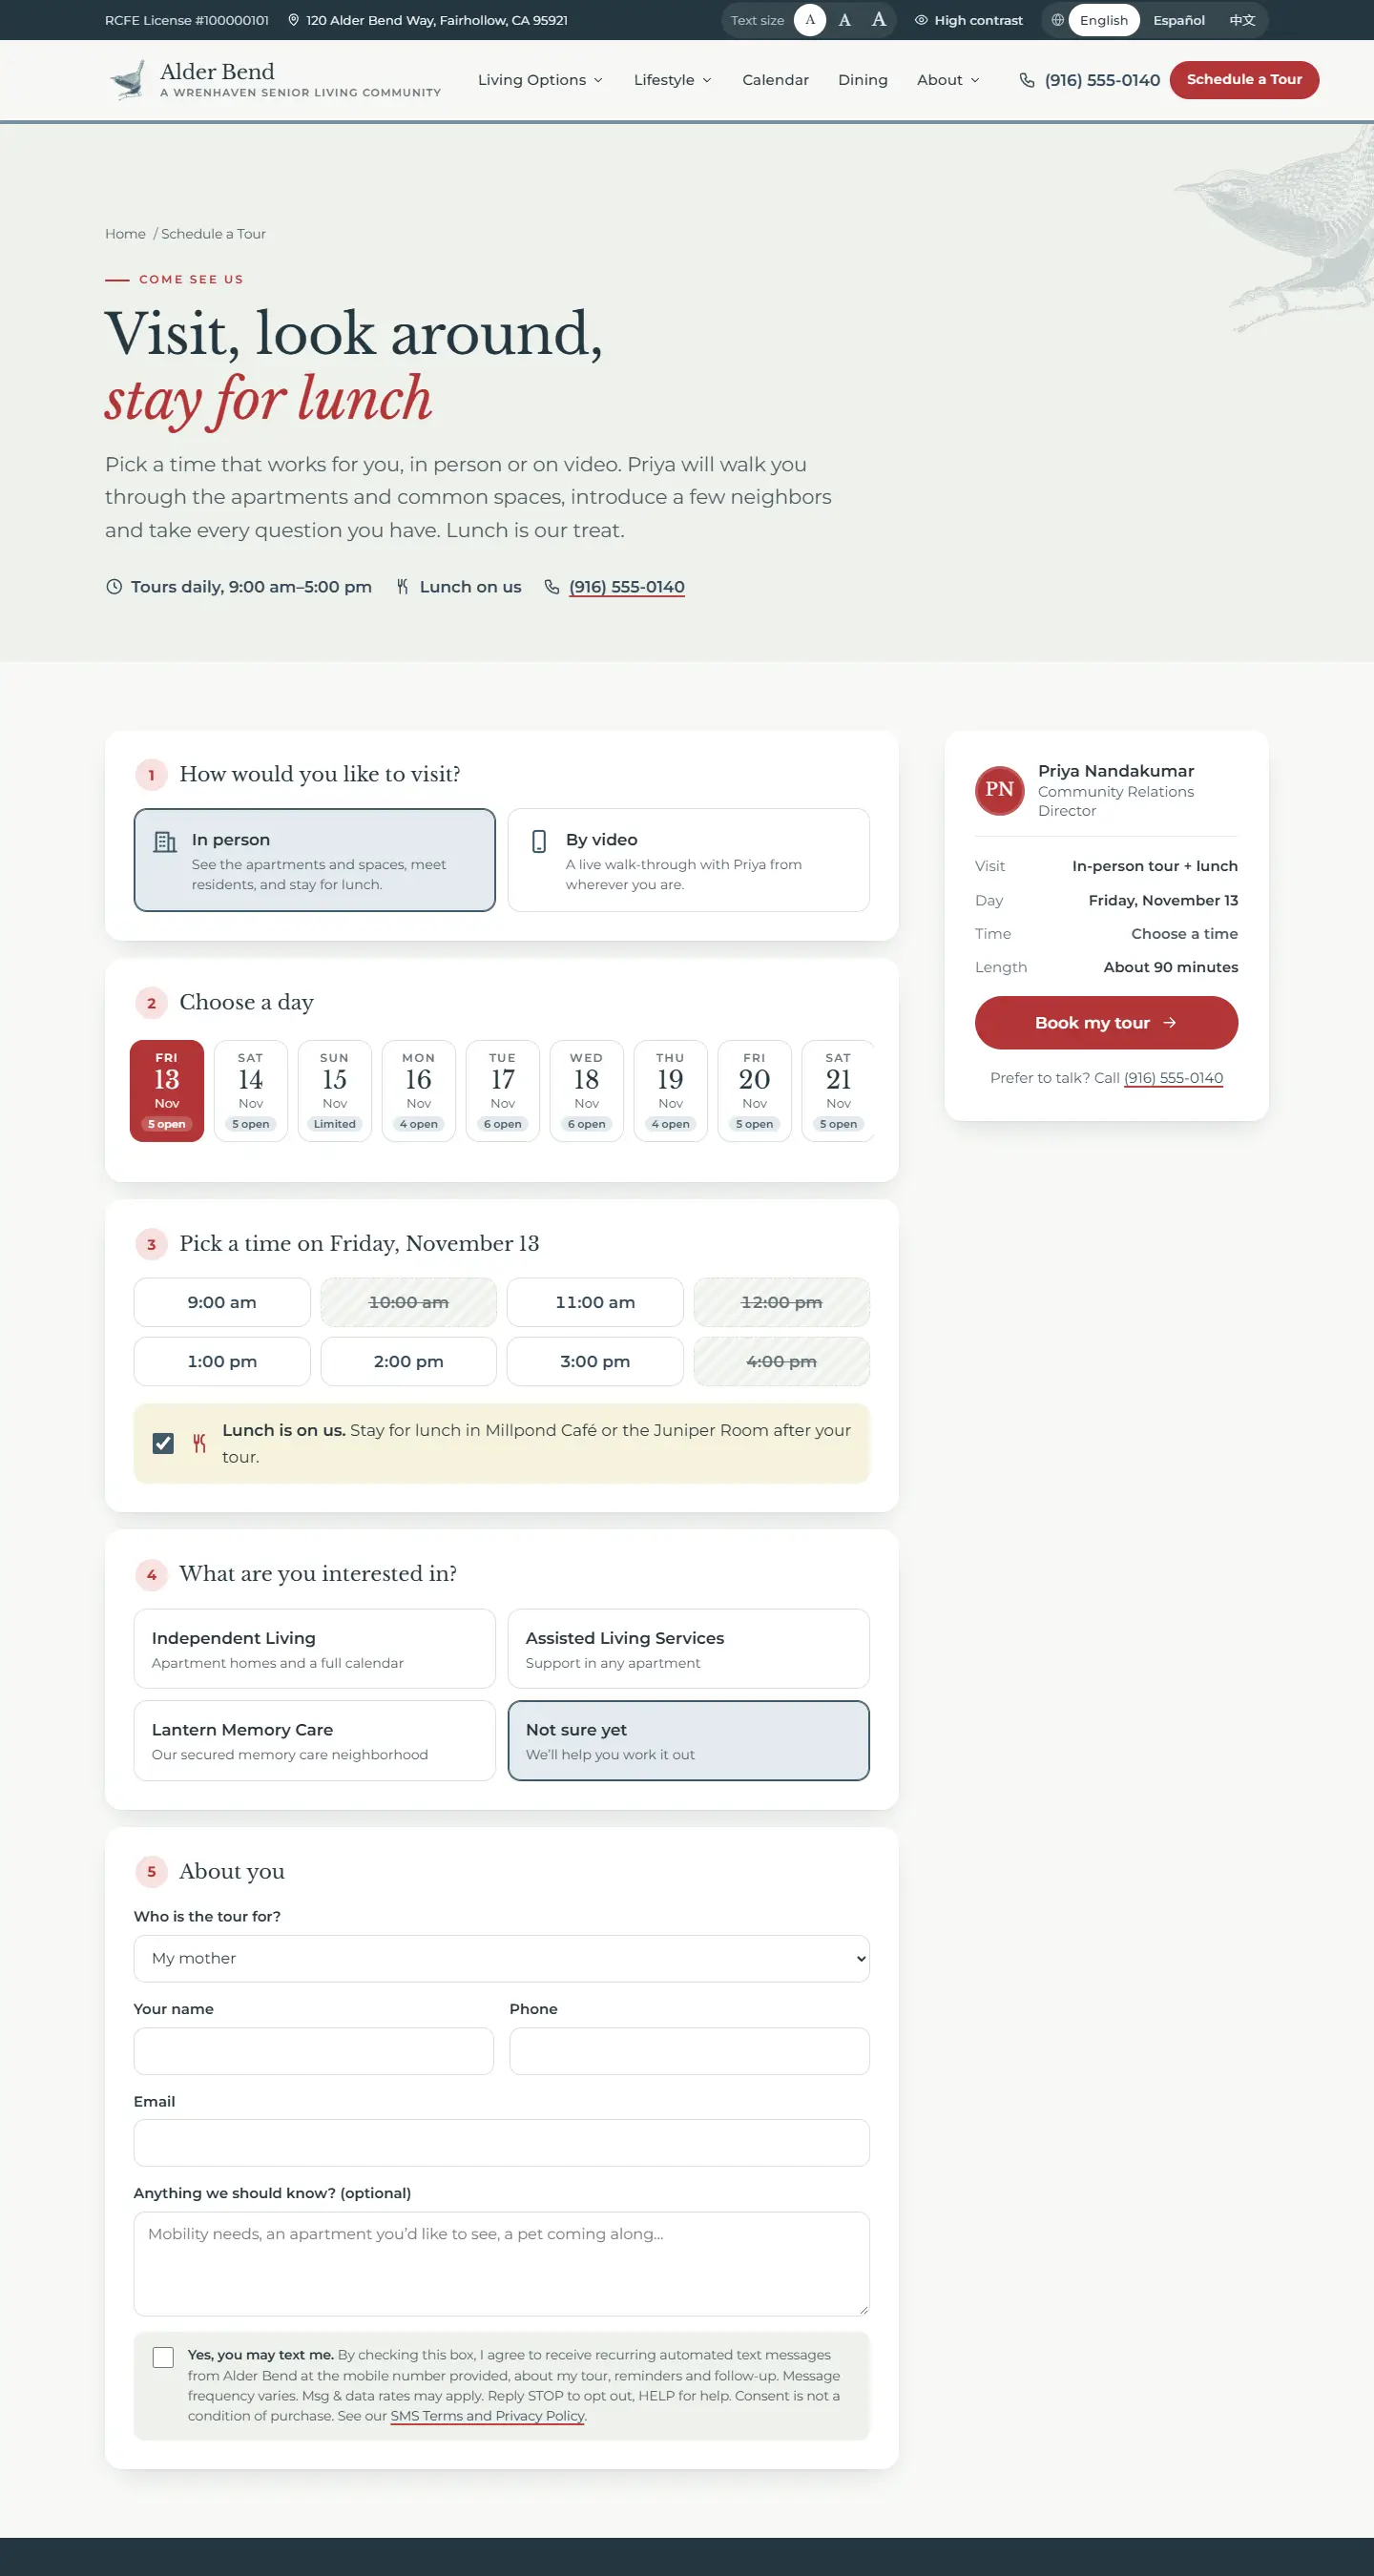 RCFE License #100000101
120 Alder Bend Way, Fairhollow, CA 95921
Text size A A A
High contrast
English Español 中文
Alder Bend
A WRENHAVEN SENIOR LIVING COMMUNITY
Living Options
Lifestyle
Calendar
Dining
About
(916) 555-0140
Schedule a Tour
Home / Schedule a Tour
COME SEE US
Visit, look around,
stay for lunch
Pick a time that works for you, in person or on video. Priya will walk you
through the apartments and common spaces, introduce a few neighbors
and take every question you have. Lunch is our treat.
Tours daily, 9:00 am–5:00 pm
Lunch on us
(916) 555-0140
1 How would you like to visit?
In person
See the apartments and spaces, meet
residents, and stay for lunch.
By video
A live walk-through with Priya from
wherever you are.
2 Choose a day
FRI 13 Nov 5 open
SAT 14 Nov 5 open
SUN 15 Nov Limited
MON 16 Nov 4 open
TUE 17 Nov 6 open
WED 18 Nov 6 open
THU 19 Nov 4 open
FRI 20 Nov 5 open
SAT 21 Nov 5 open
3 Pick a time on Friday, November 13
9:00 am
10:00 am
11:00 am
12:00 pm
1:00 pm
2:00 pm
3:00 pm
4:00 pm
Lunch is on us. Stay for lunch in Millpond Café or the Juniper Room after your
tour.
4 What are you interested in?
Independent Living
Apartment homes and a full calendar
Assisted Living Services
Support in any apartment
Lantern Memory Care
Our secured memory care neighborhood
Not sure yet
We'll help you work it out
5 About you
Who is the tour for?
My mother
Your name
Phone
Email
Anything we should know? (optional)
Mobility needs, an apartment you'd like to see, a pet coming along…
Yes, you may text me. By checking this box, I agree to receive recurring automated text messages
from Alder Bend at the mobile number provided, about my tour, reminders and follow-up. Message
frequency varies. Msg & data rates may apply. Reply STOP to opt out, HELP for help. Consent is not a
condition of purchase. See our SMS Terms and Privacy Policy.
PN
Priya Nandakumar
Community Relations
Director
Visit In-person tour + lunch
Day Friday, November 13
Time Choose a time
Length About 90 minutes
Book my tour
Prefer to talk? Call (916) 555-0140